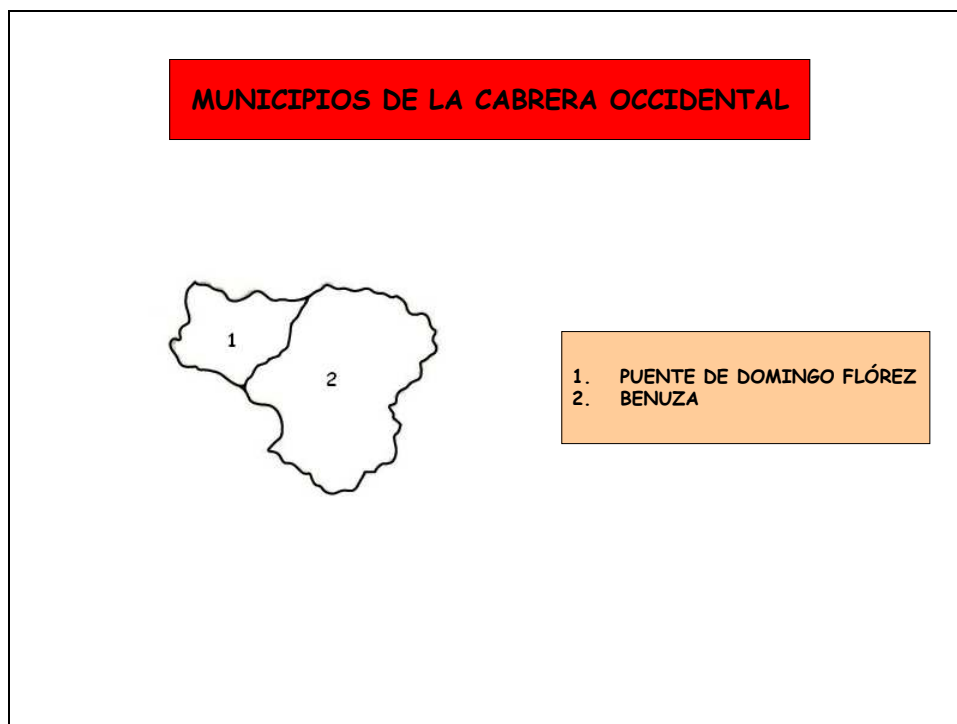 MUNICIPIOS DE LA CABRERA OCCIDENTAL
1
2
1. PUENTE DE DOMINGO FLÓREZ
2. BENUZA